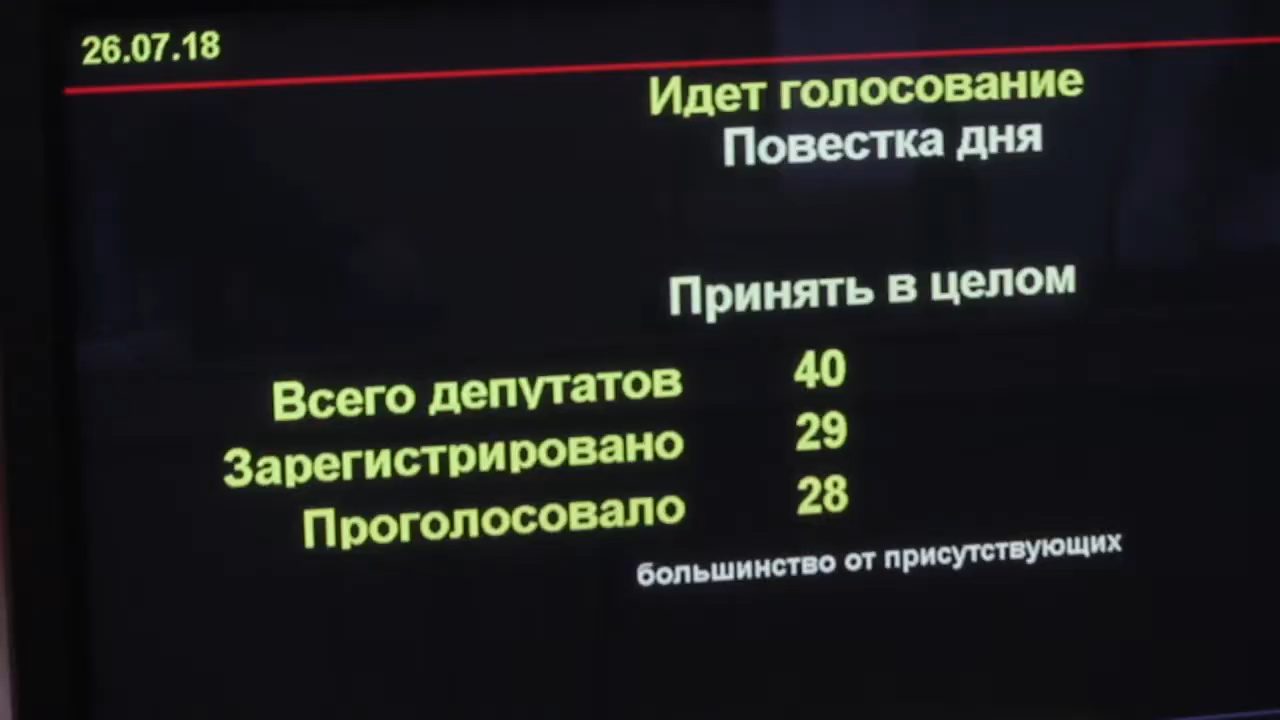 26.07.18
Идет голосование
Повестка дня
Принять в целом
Всего депутатов 40
Зарегистрировано 29
Проголосовало 28
большинство от присутствующих